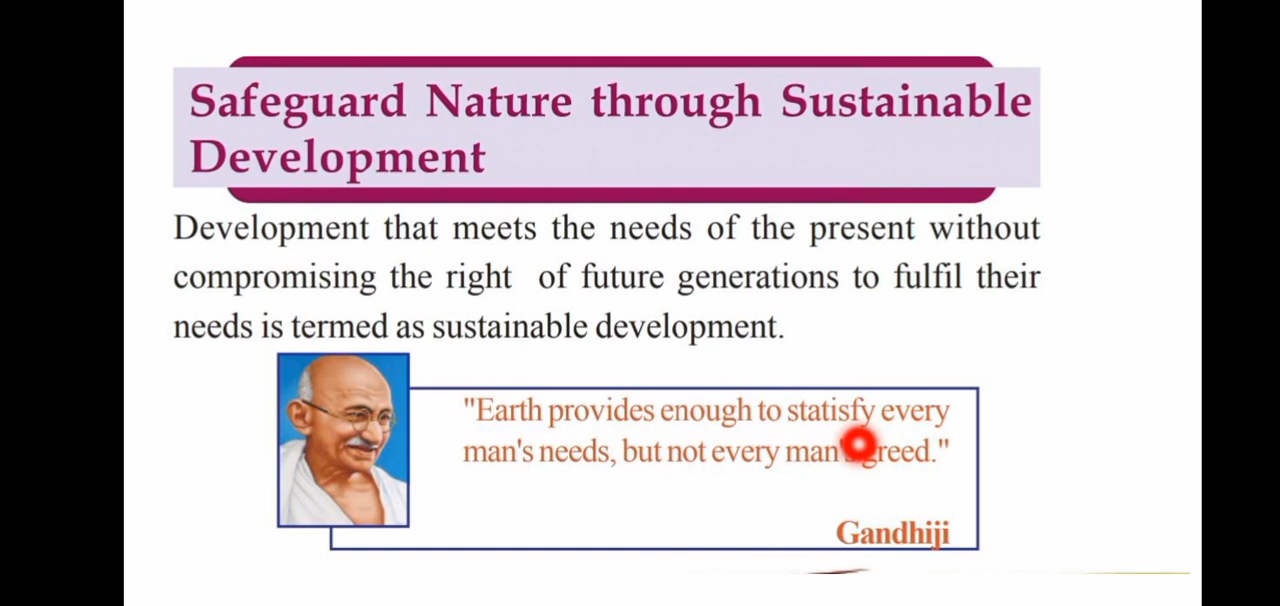 Safeguard Nature through Sustainable
Development
Development that meets the needs of the present without
compromising the right of future generations to fulfil their
needs is termed as sustainable development.
"Earth provides enough to statisfy every
man's needs, but not every man's greed."
Gandhiji